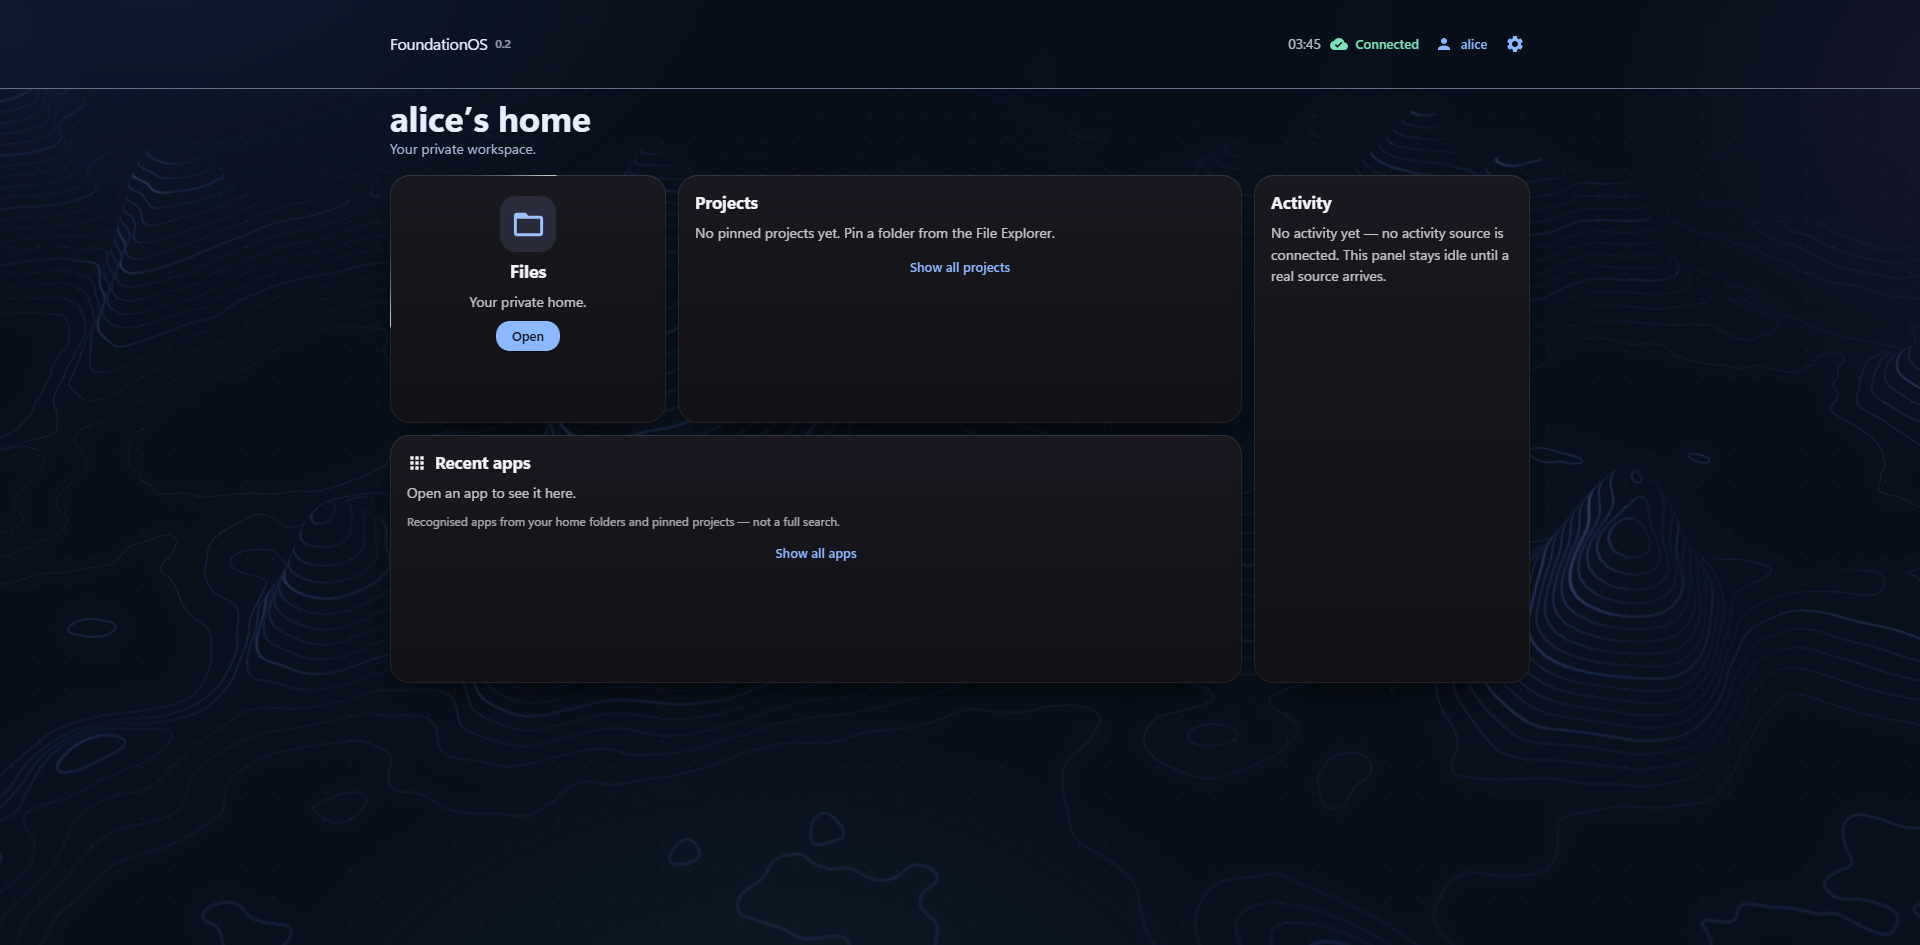 FoundationOS 0.2
03:45 Connected alice
alice’s home
Your private workspace.
Files
Your private home.
Open
Projects
No pinned projects yet. Pin a folder from the File Explorer.
Show all projects
Activity
No activity yet — no activity source is
connected. This panel stays idle until a
real source arrives.
Recent apps
Open an app to see it here.
Recognised apps from your home folders and pinned projects — not a full search.
Show all apps